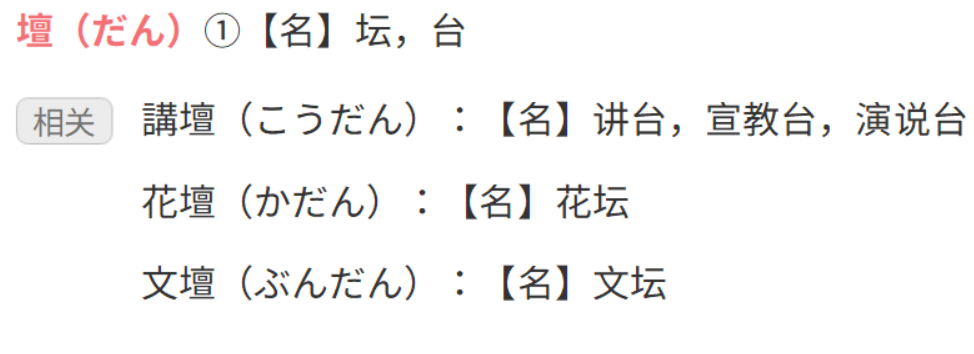 壇（だん）①【名】坛，台
相关 講壇（こうだん）：【名】讲台，宣教台，演说台
花壇（かだん）：【名】花坛
文壇（ぶんだん）：【名】文坛